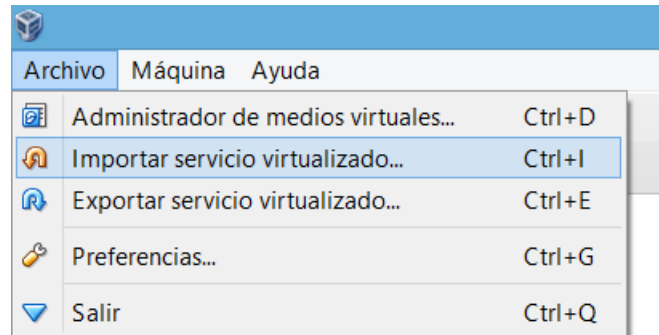 Archivo Máquina Ayuda
Administrador de medios virtuales... Ctrl+D
Importar servicio virtualizado... Ctrl+I
Exportar servicio virtualizado... Ctrl+E
Preferencias... Ctrl+G
Salir Ctrl+Q